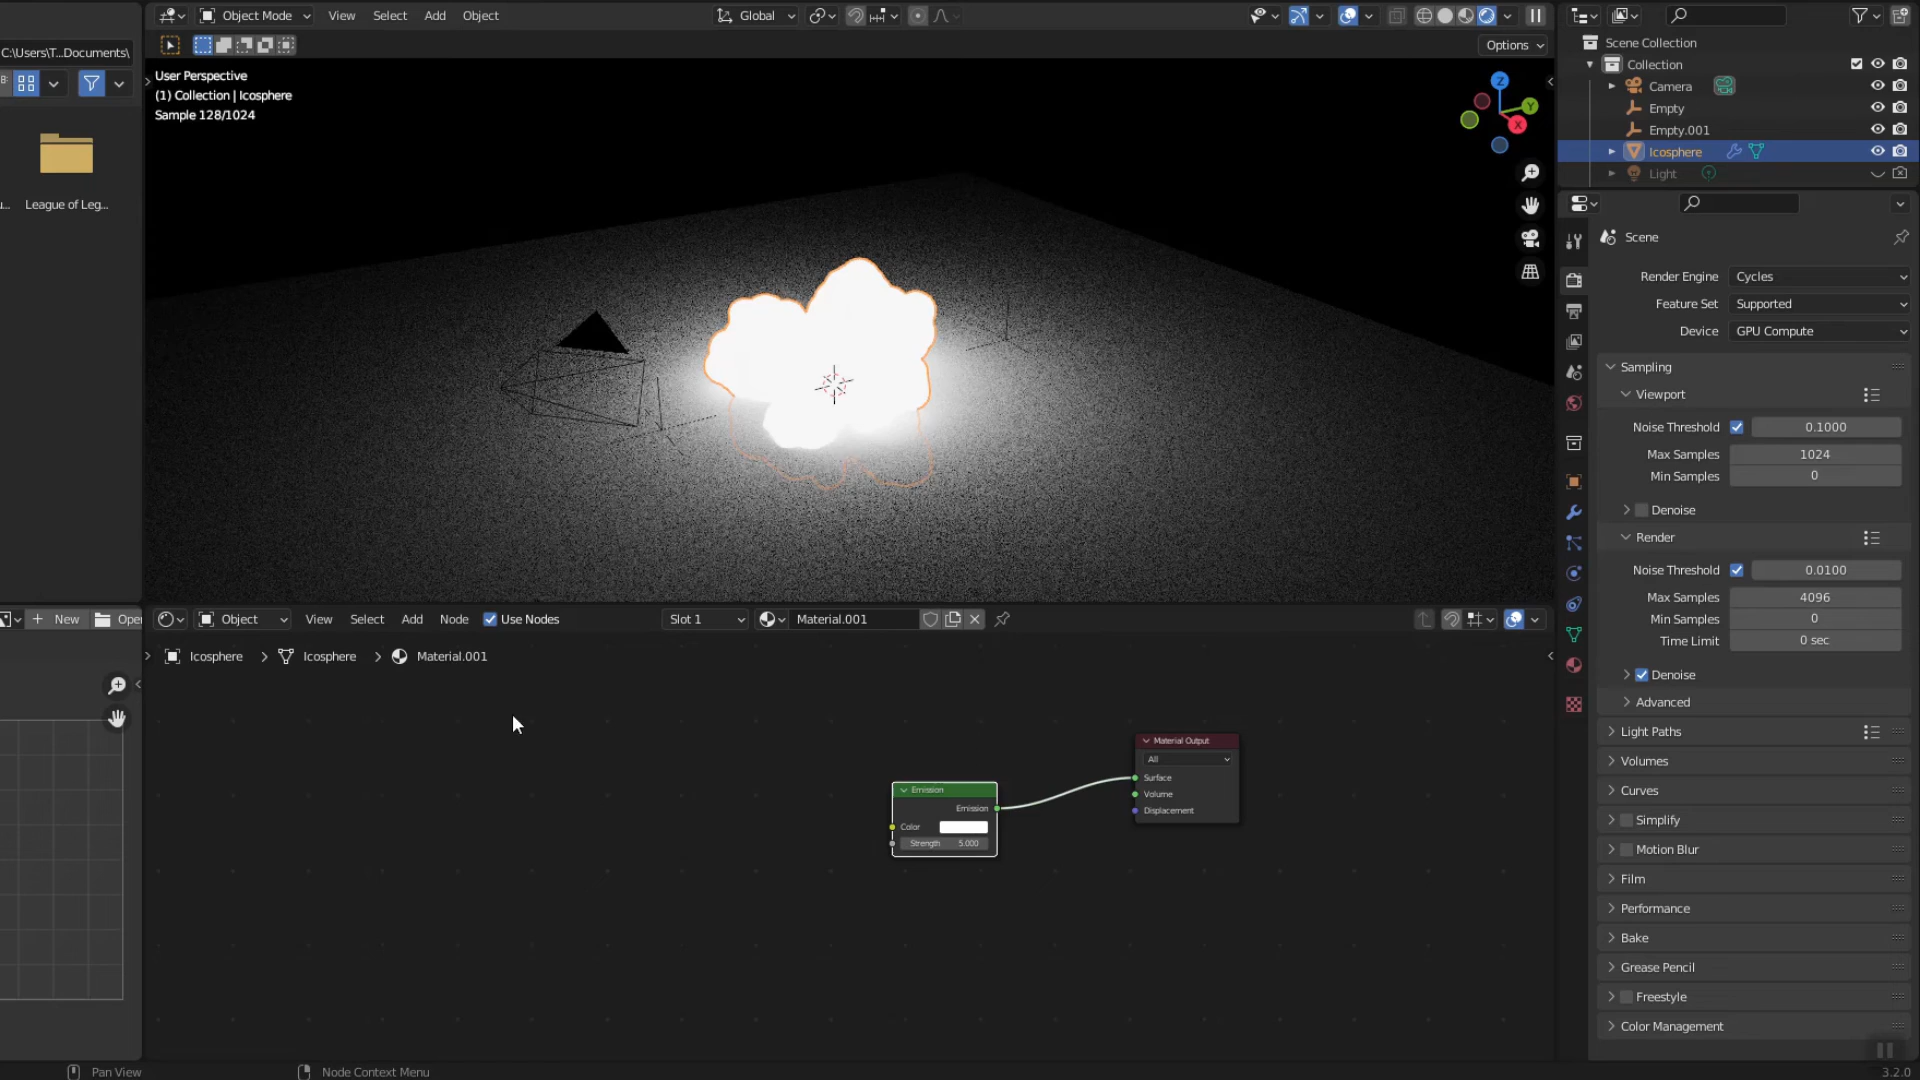 Object Mode
View
Select
Add
Object
Global
C:\Users\T...Documents\
Options
User Perspective
(1) Collection | Icosphere
Sample 128/1024
Z
Y
X
League of Leg...
Scene Collection
Collection
Camera
Empty
Empty.001
Icosphere
Light
Scene
Render Engine
Cycles
Feature Set
Supported
Device
GPU Compute
Sampling
Viewport
Noise Threshold
0.1000
Max Samples
1024
Min Samples
0
Denoise
Render
Noise Threshold
0.0100
Max Samples
4096
Min Samples
0
Time Limit
0 sec
Denoise
Advanced
Light Paths
Volumes
Curves
Simplify
Motion Blur
Film
Performance
Bake
Grease Pencil
Freestyle
Color Management
New
Open
Object
View
Select
Add
Node
Use Nodes
Slot 1
Material.001
Icosphere
Icosphere
Material.001
Emission
Emission
Color
Strength
5.000
Material Output
All
Surface
Volume
Displacement
Pan View
Node Context Menu
3.2.0